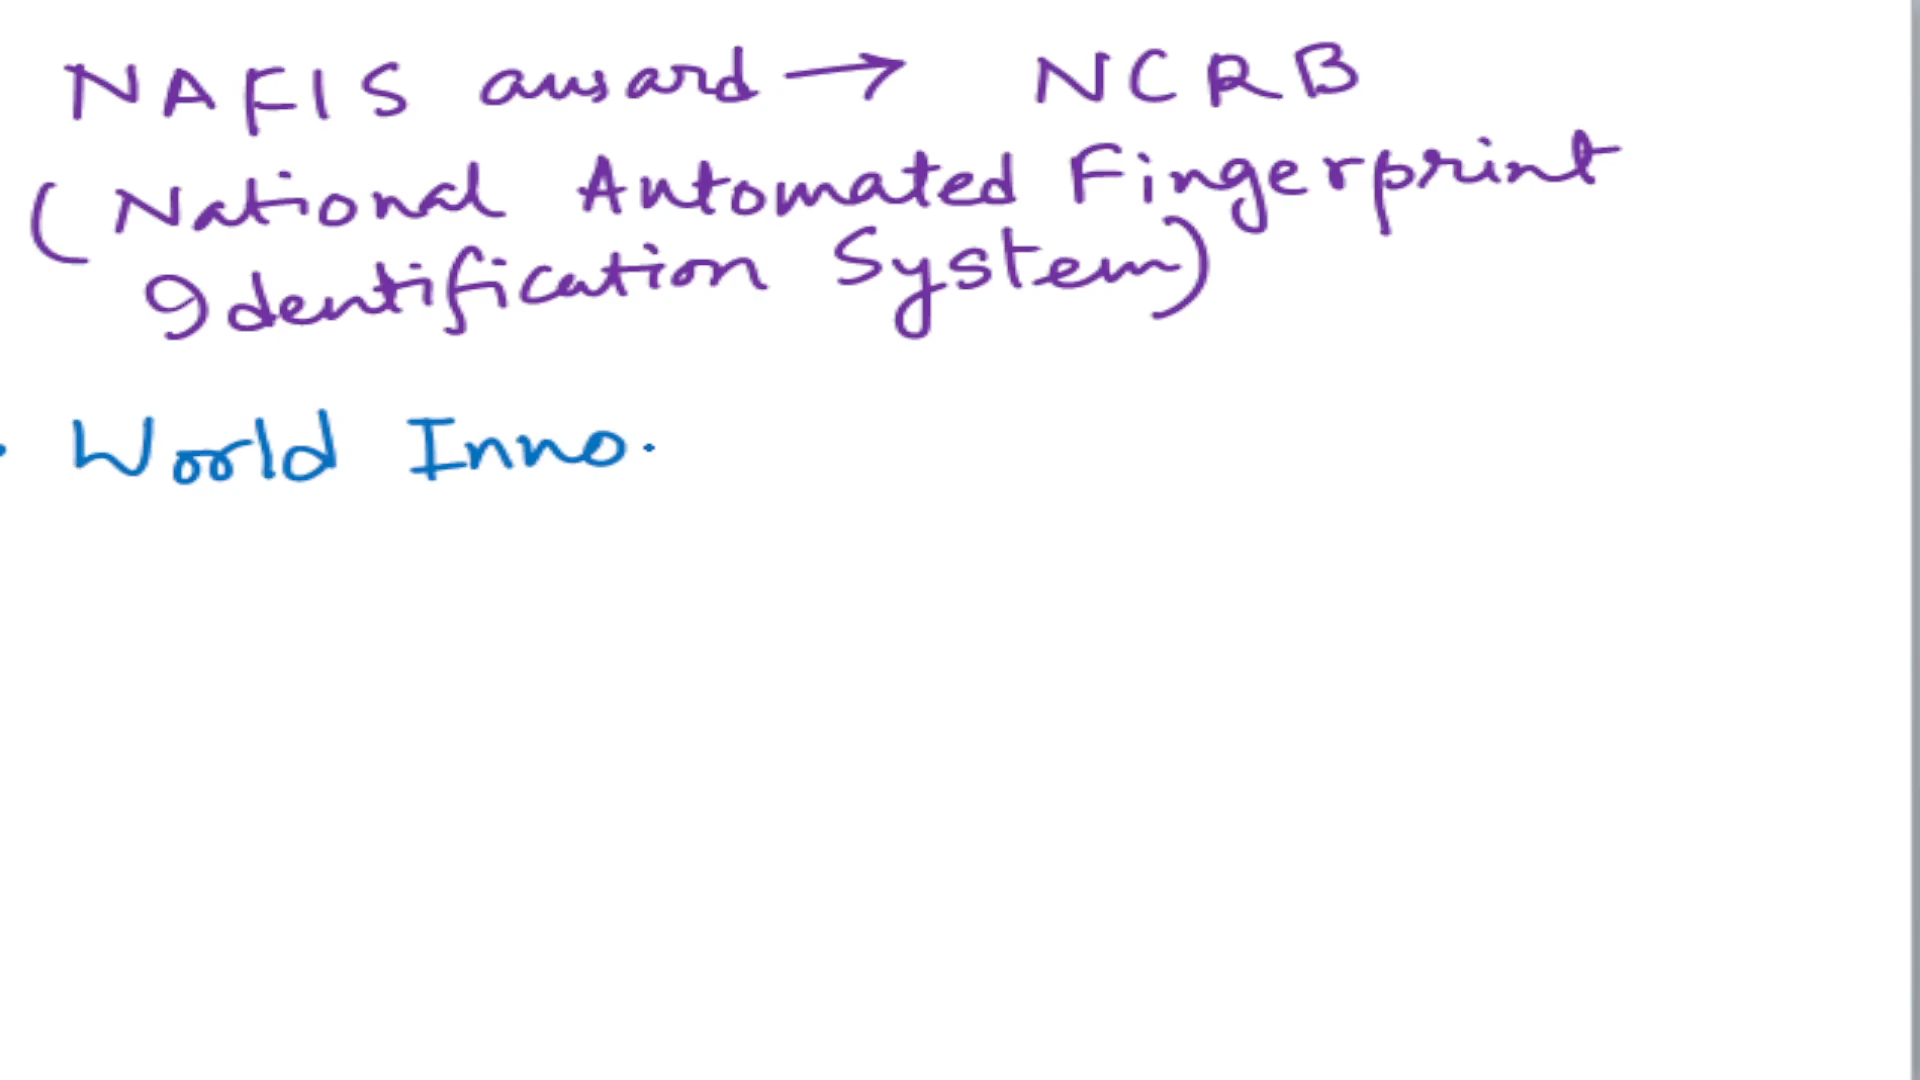 NAFIS award → NCRB
(National Automated Fingerprint
Identification System)
• World Inno.